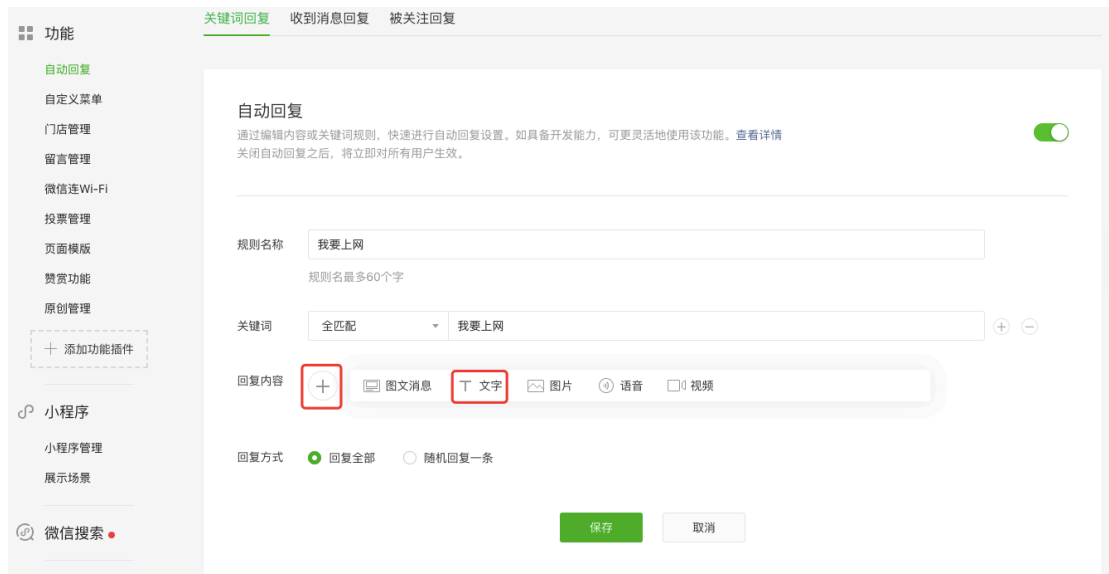 关键词回复 收到消息回复 被关注回复
功能
自动回复
自定义菜单
门店管理
留言管理
微信连Wi-Fi
投票管理
页面模版
赞赏功能
原创管理
添加功能插件
小程序
小程序管理
展示场景
微信搜索
自动回复
通过编辑内容或关键词规则，快速进行自动回复设置。如具备开发能力，可更灵活地使用该功能。查看详情
关闭自动回复之后，将立即对所有用户生效。
规则名称 我要上网
规则名最多60个字
关键词 全匹配 我要上网
回复内容 图文消息 文字 图片 语音 视频
回复方式 回复全部 随机回复一条
保存 取消